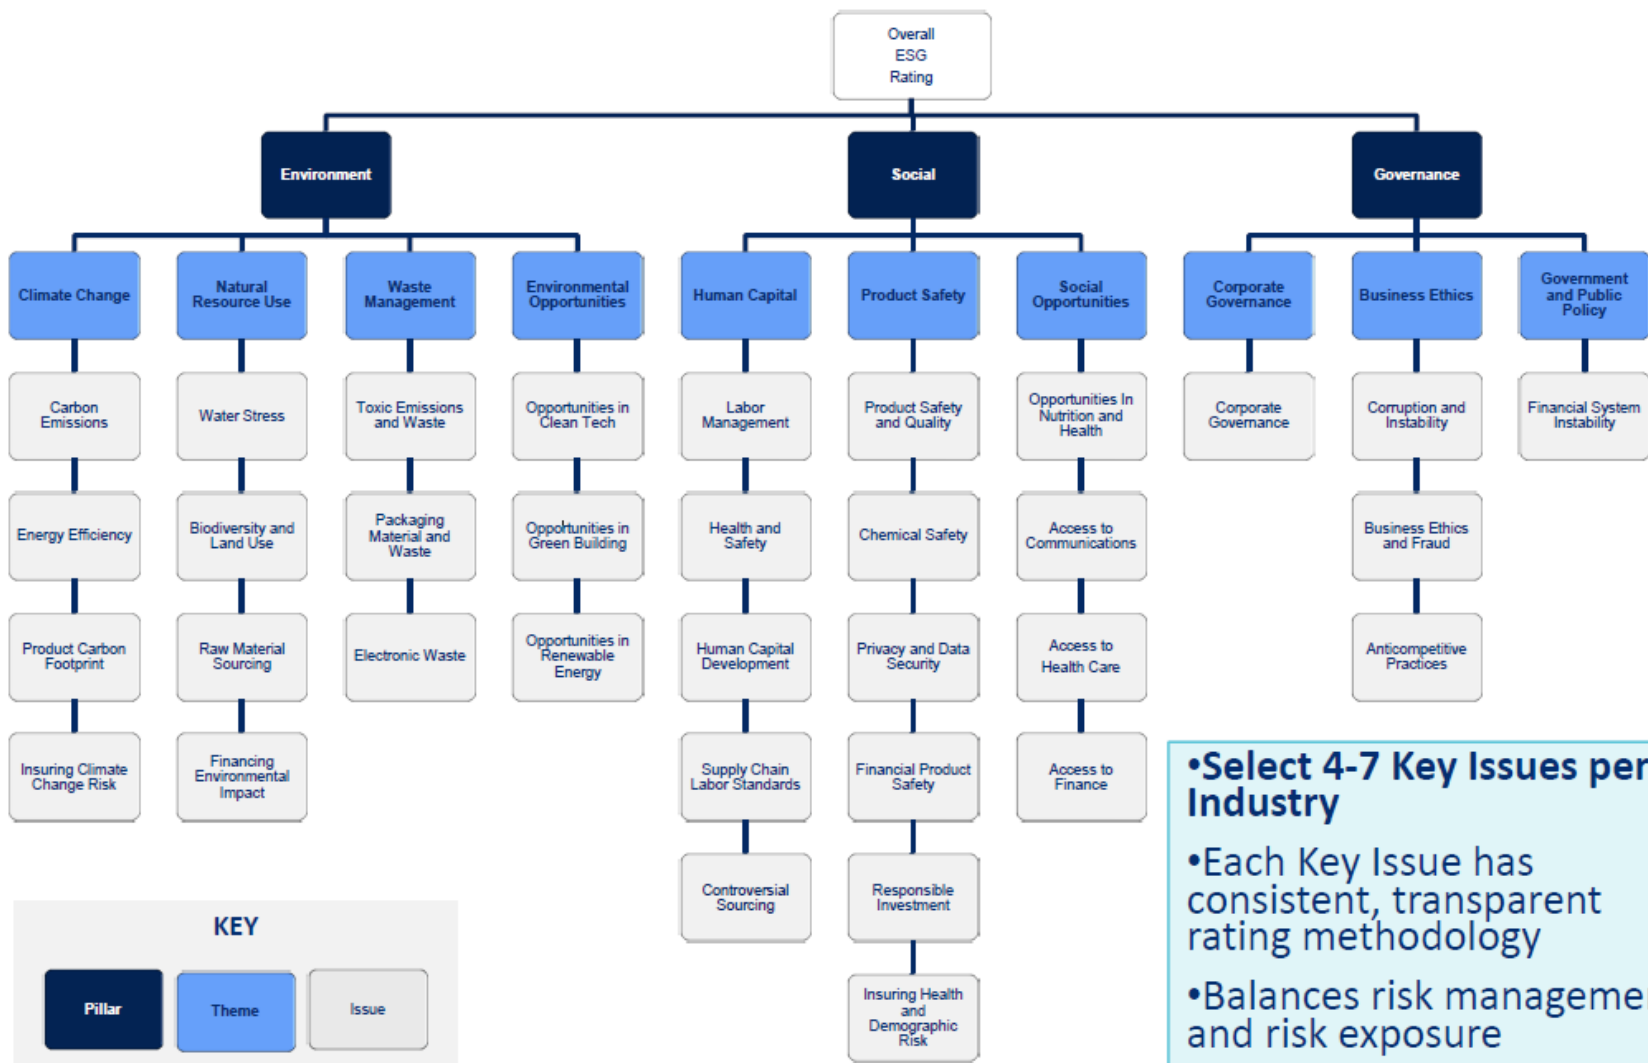 Overall
ESG
Rating
Environment
Social
Governance
Climate Change
Natural
Resource Use
Waste
Management
Environmental
Opportunities
Human Capital
Product Safety
Social
Opportunities
Corporate
Governance
Business Ethics
Government
and Public
Policy
Carbon
Emissions
Water Stress
Toxic Emissions
and Waste
Opportunities in
Clean Tech
Labor
Management
Product Safety
and Quality
Opportunities In
Nutrition and
Health
Corporate
Governance
Corruption and
Instability
Financial System
Instability
Energy Efficiency
Biodiversity and
Land Use
Packaging
Material and
Waste
Opportunities in
Green Building
Health and
Safety
Chemical Safety
Access to
Communications
Business Ethics
and Fraud
Product Carbon
Footprint
Raw Material
Sourcing
Electronic Waste
Opportunities in
Renewable
Energy
Human Capital
Development
Privacy and Data
Security
Access to
Health Care
Anticompetitive
Practices
Insuring Climate
Change Risk
Financing
Environmental
Impact
Supply Chain
Labor Standards
Financial Product
Safety
Access to
Finance
Controversial
Sourcing
Responsible
Investment
Insuring Health
and
Demographic
Risk
KEY
Pillar
Theme
Issue
•Select 4-7 Key Issues per
Industry
•Each Key Issue has
consistent, transparent
rating methodology
•Balances risk manageme
and risk exposure